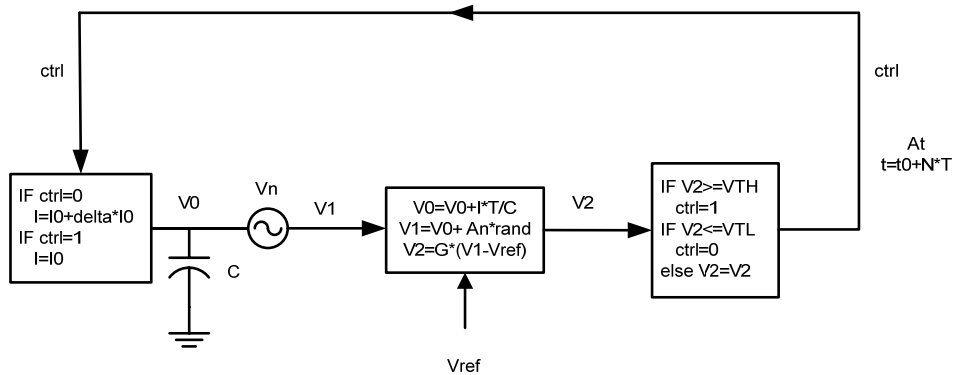 ctrl
ctrl
At
t=t0+N*T
IF ctrl=0
I=I0+delta*I0
IF ctrl=1
I=I0
V0
C
Vn
V1
V0=V0+I*T/C
V1=V0+ An*rand
V2=G*(V1-Vref)
Vref
V2
IF V2>=VTH
ctrl=1
IF V2<=VTL
ctrl=0
else V2=V2